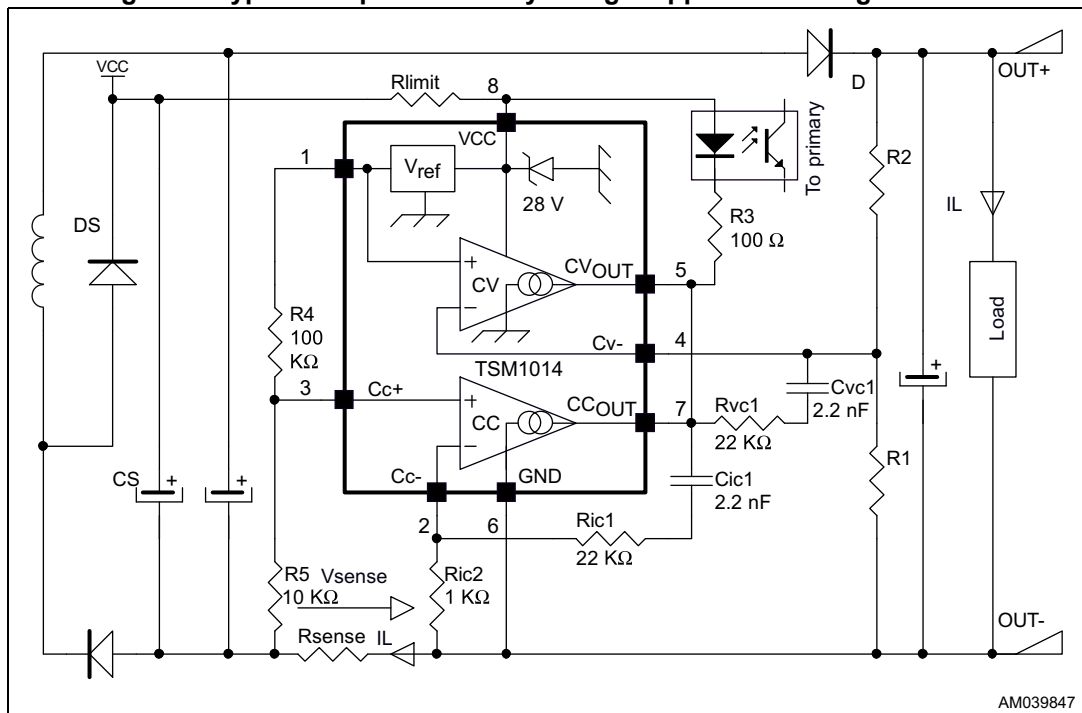 OUT+
VCC
Rlimit
8
D
VCC
1
Vref
28 V
To primary
R2
DS
R3
100 Ω
IL
+
CV
−
CVOUT
5
R4
100
KΩ
Load
Cv-
4
TSM1014
+
3
Cc+
+
CC
−
CCOUT
7
Rvc1
22 KΩ
Cvc1
2.2 nF
R1
CS
+
+
Cc-
GND
Cic1
2.2 nF
2
6
Ric1
22 KΩ
R5
10 KΩ
Vsense
Ric2
1 KΩ
Rsense
IL
OUT-
AM039847